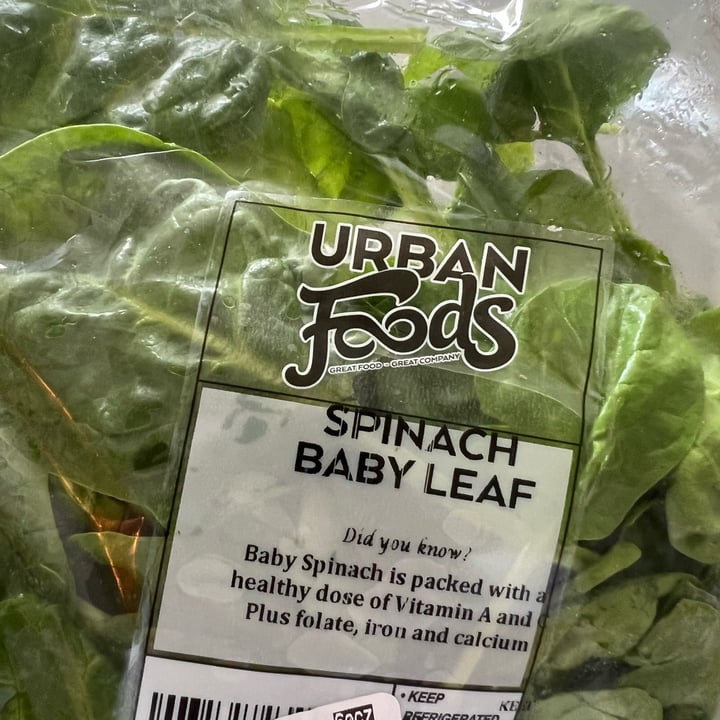 URBAN
Foods
GREAT FOOD - GREAT COMPANY
SPINACH
BABY LEAF
Did you know?
Baby Spinach is packed with a
healthy dose of Vitamin A and
Plus folate, iron and calcium
• KEEP
REFRIGERATED